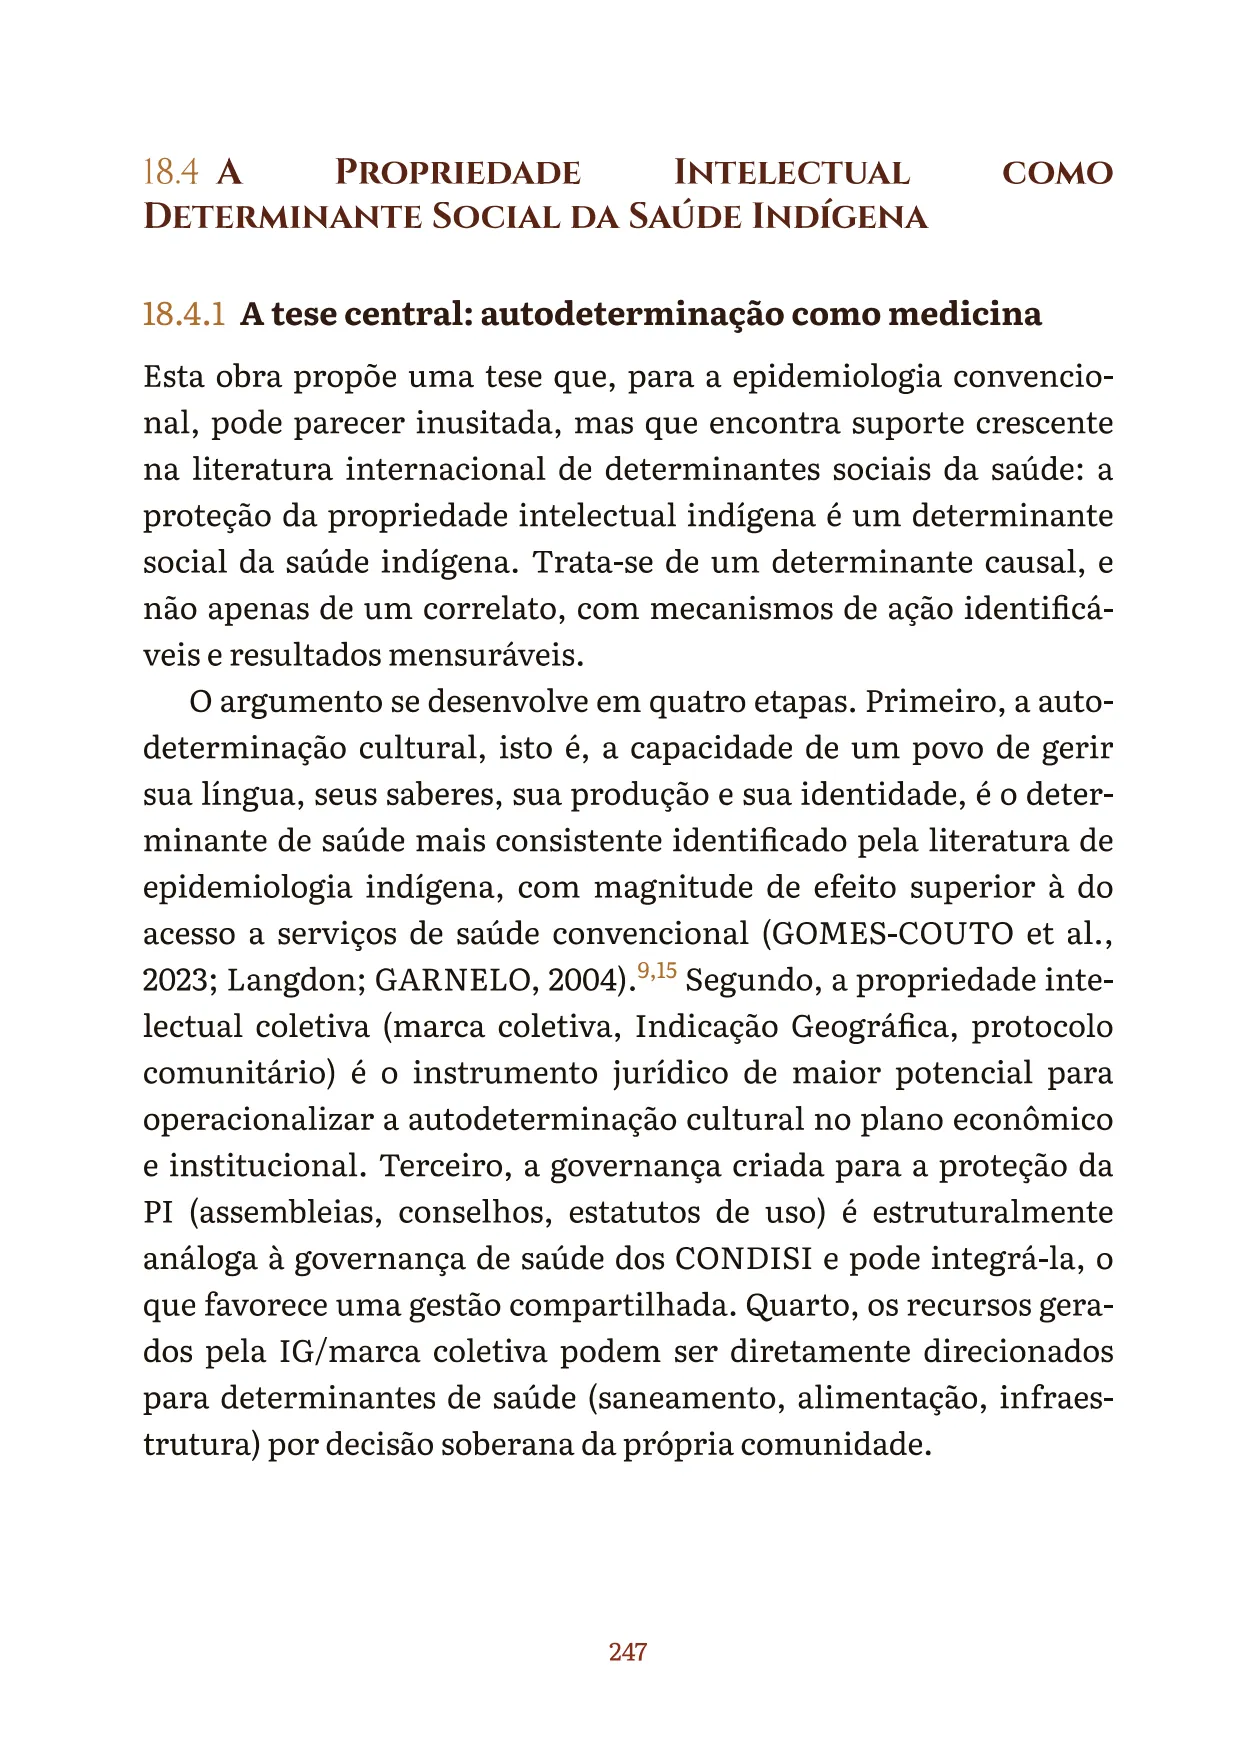 18.4 A Propriedade Intelectual como
Determinante Social da Saúde Indígena
18.4.1 A tese central: autodeterminação como medicina
Esta obra propõe uma tese que, para a epidemiologia convencio-
nal, pode parecer inusitada, mas que encontra suporte crescente
na literatura internacional de determinantes sociais da saúde: a
proteção da propriedade intelectual indígena é um determinante
social da saúde indígena. Trata-se de um determinante causal, e
não apenas de um correlato, com mecanismos de ação identificá-
veis e resultados mensuráveis.
O argumento se desenvolve em quatro etapas. Primeiro, a auto-
determinação cultural, isto é, a capacidade de um povo de gerir
sua língua, seus saberes, sua produção e sua identidade, é o deter-
minante de saúde mais consistente identificado pela literatura de
epidemiologia indígena, com magnitude de efeito superior à do
acesso a serviços de saúde convencional (GOMES-COUTO et al.,
2023; Langdon; GARNELO, 2004).9,15 Segundo, a propriedade inte-
lectual coletiva (marca coletiva, Indicação Geográfica, protocolo
comunitário) é o instrumento jurídico de maior potencial para
operacionalizar a autodeterminação cultural no plano econômico
e institucional. Terceiro, a governança criada para a proteção da
PI (assembleias, conselhos, estatutos de uso) é estruturalmente
análoga à governança de saúde dos CONDISI e pode integrá-la, o
que favorece uma gestão compartilhada. Quarto, os recursos gera-
dos pela IG/marca coletiva podem ser diretamente direcionados
para determinantes de saúde (saneamento, alimentação, infraes-
trutura) por decisão soberana da própria comunidade.
247